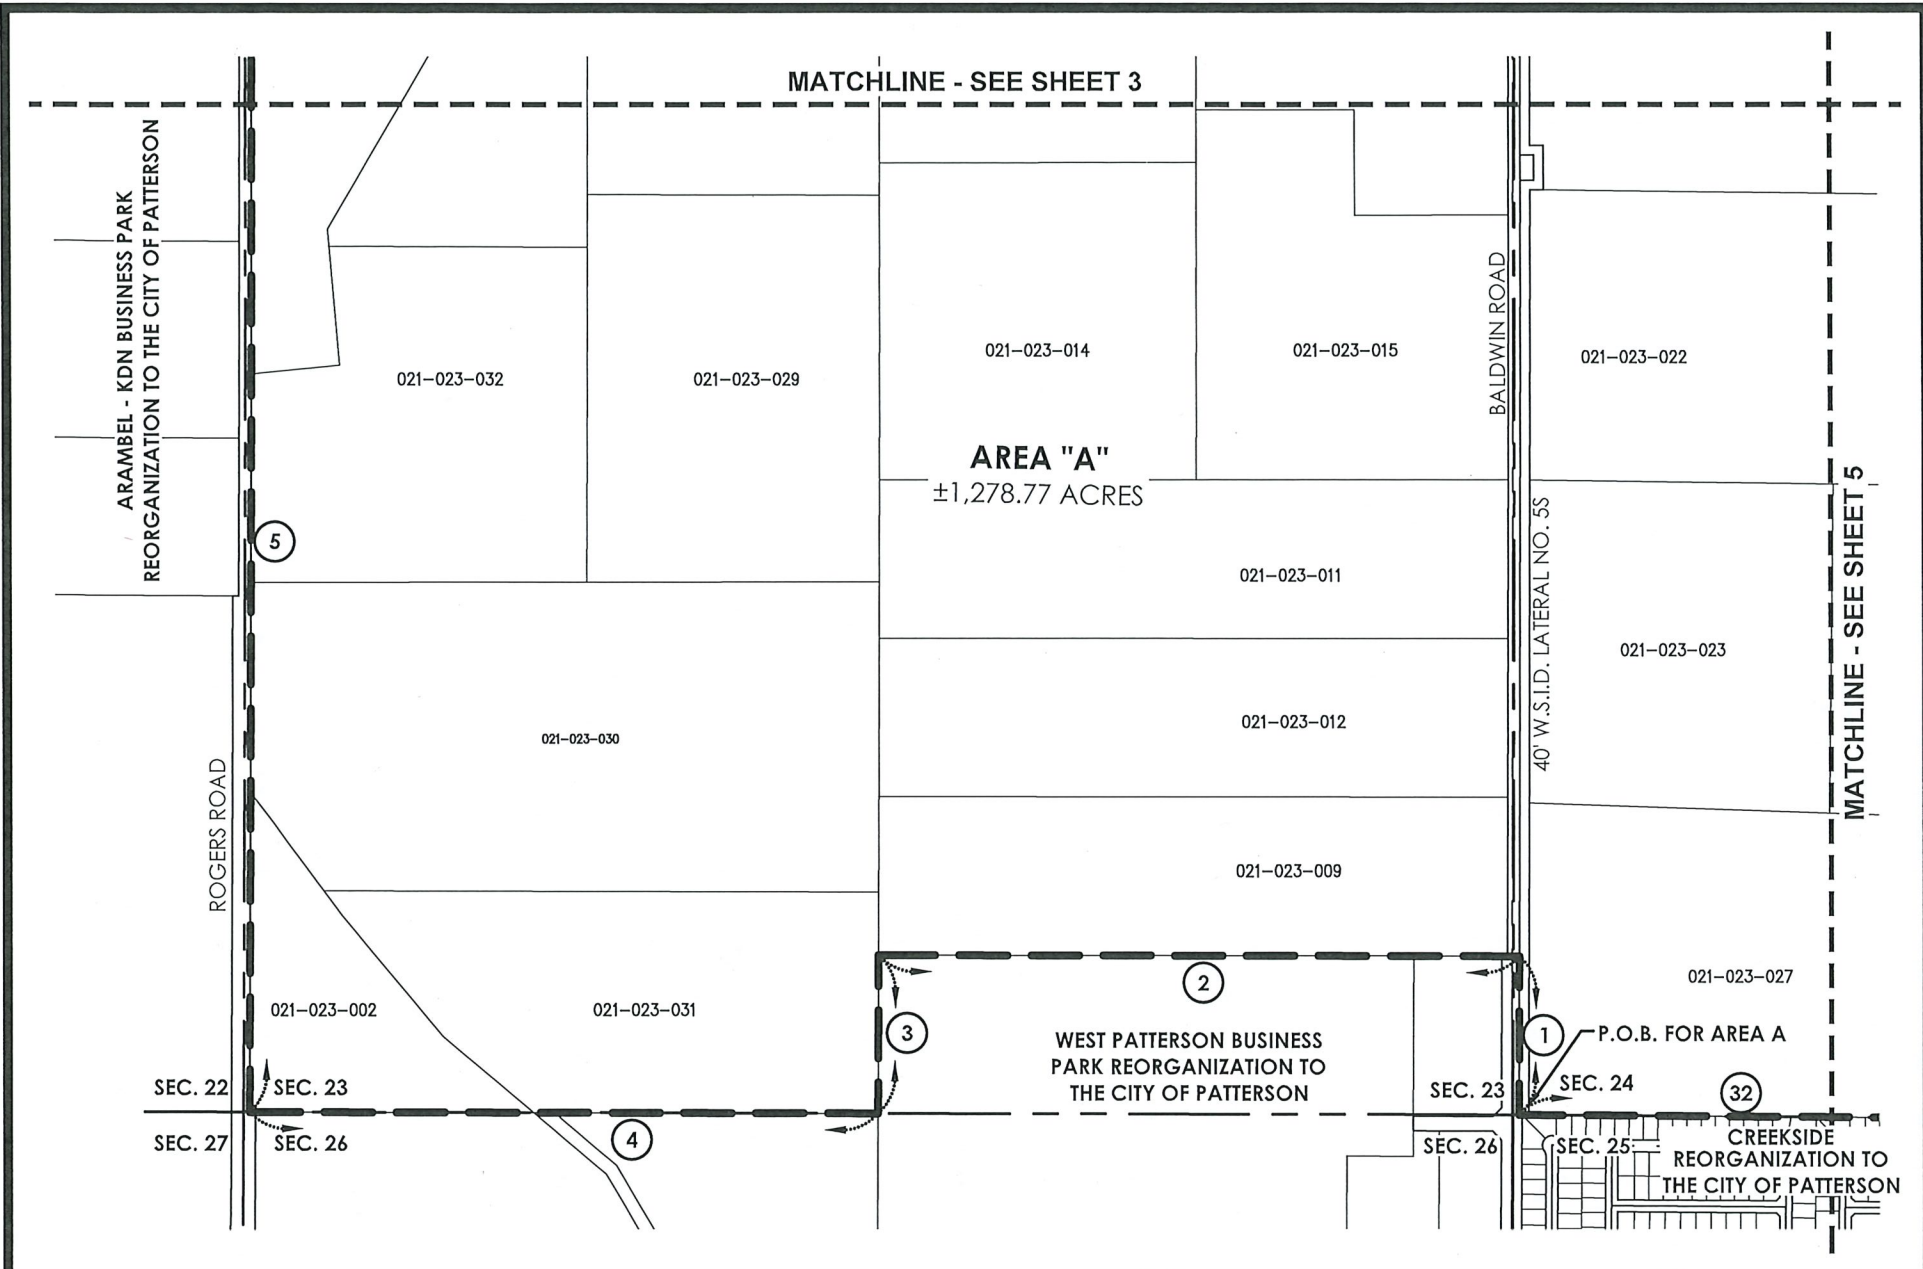 MATCHLINE - SEE SHEET 3
ARAMBEL - KDN BUSINESS PARK
REORGANIZATION TO THE CITY OF PATTERSON
BALDWIN ROAD
021-023-014
021-023-015
021-023-022
021-023-032
021-023-029
AREA "A"
±1,278.77 ACRES
MATCHLINE - SEE SHEET 5
40' W.S.I.D. LATERAL NO. 5S
5
021-023-011
021-023-023
021-023-012
021-023-030
ROGERS ROAD
021-023-009
021-023-027
2
021-023-002
021-023-031
3
1
P.O.B. FOR AREA A
WEST PATTERSON BUSINESS
PARK REORGANIZATION TO
THE CITY OF PATTERSON
SEC. 22
SEC. 23
SEC. 23
SEC. 24
32
SEC. 27
SEC. 26
4
SEC. 26
SEC. 25
CREEKSIDE
REORGANIZATION TO
THE CITY OF PATTERSON